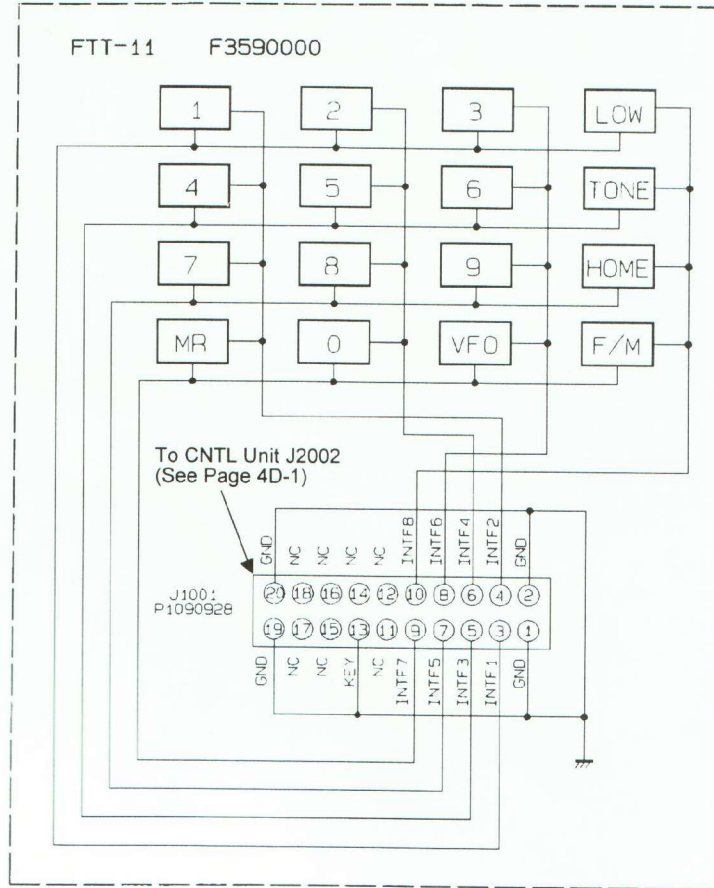 FTT-11 F3590000
1 2 3 LOW
4 5 6 TONE
7 8 9 HOME
MR 0 VFO F/M
To CNTL Unit J2002
(See Page 4D-1)
GND NC NC NC NC INTF8 INTF6 INTF4 INTF2 GND
J1001
P1090928
20 18 16 14 12 10 8 6 4 2
19 17 15 13 11 9 7 5 3 1
GND NC NC KEY NC INTF7 INTF5 INTF3 INTF1 GND